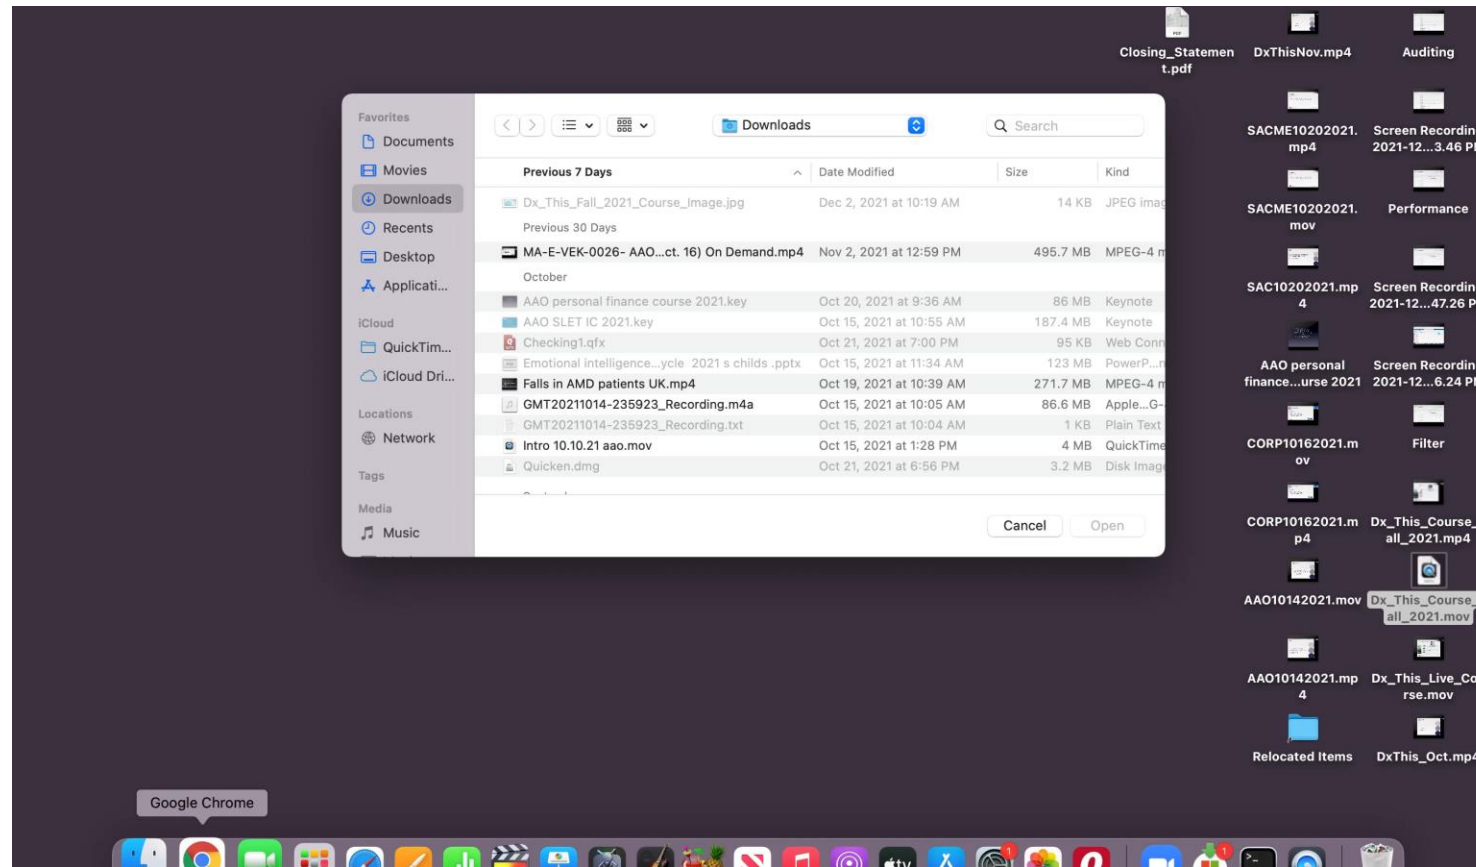 Closing_Statemen
t.pdf
DxThisNov.mp4
Auditing
SACME10202021.
mp4
Screen Recordin
2021-12...3.46 P
SACME10202021.
mov
Performance
SAC10202021.mp
4
Screen Recordin
2021-12...47.26 P
AAO personal
finance...urse 2021
Screen Recordin
2021-12...6.24 P
CORP10162021.m
ov
Filter
CORP10162021.m
p4
Dx_This_Course_
all_2021.mp4
AAO10142021.mov
Dx_This_Course_
all_2021.mov
AAO10142021.mp
4
Dx_This_Live_Co
rse.mov
Relocated Items
DxThis_Oct.mp4
Favorites
Documents
Movies
Downloads
Recents
Desktop
Applicati...
iCloud
QuickTim...
iCloud Dri...
Locations
Network
Tags
Media
Music
Downloads
Search
Previous 7 Days Date Modified Size Kind
Dx_This_Fall_2021_Course_Image.jpg Dec 2, 2021 at 10:19 AM 14 KB JPEG imag
Previous 30 Days
MA-E-VEK-0026- AAO...ct. 16) On Demand.mp4 Nov 2, 2021 at 12:59 PM 495.7 MB MPEG-4 m
October
AAO personal finance course 2021.key Oct 20, 2021 at 9:36 AM 86 MB Keynote
AAO SLET IC 2021.key Oct 15, 2021 at 10:55 AM 187.4 MB Keynote
Checking1.qfx Oct 21, 2021 at 7:00 PM 95 KB Web Conn
Emotional intelligence...ycle 2021 s childs .pptx Oct 15, 2021 at 11:34 AM 123 MB PowerP...n
Falls in AMD patients UK.mp4 Oct 19, 2021 at 10:39 AM 271.7 MB MPEG-4 m
GMT20211014-235923_Recording.m4a Oct 15, 2021 at 10:05 AM 86.6 MB Apple...G-
GMT20211014-235923_Recording.txt Oct 15, 2021 at 10:04 AM 1 KB Plain Text
Intro 10.10.21 aao.mov Oct 15, 2021 at 1:28 PM 4 MB QuickTime
Quicken.dmg Oct 21, 2021 at 6:56 PM 3.2 MB Disk Image
Cancel Open
Google Chrome
tv